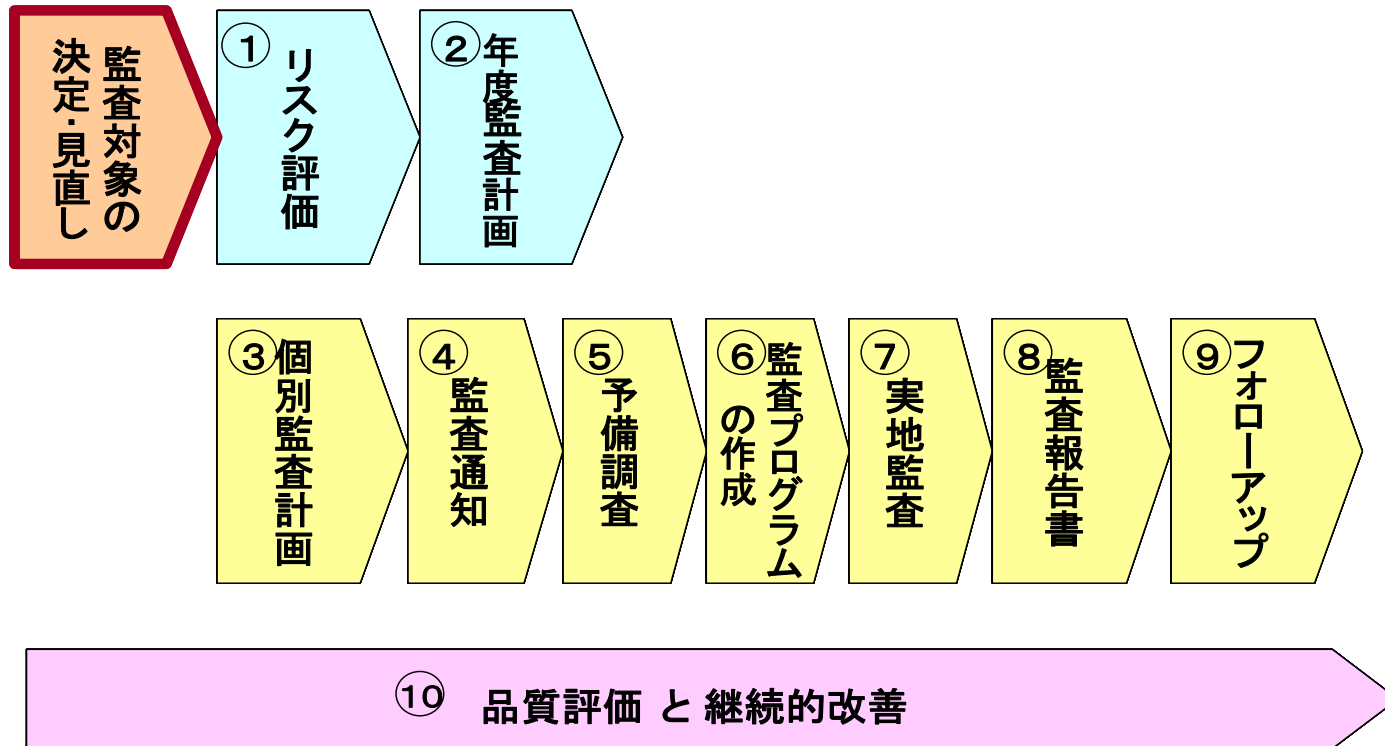 監査対象の
決定・見直し
①
リスク評価
②
年度監査計画
③
個別監査計画
④
監査通知
⑤
予備調査
⑥
監査プログラム
の作成
⑦
実地監査
⑧
監査報告書
⑨
フォローアップ
⑩ 品質評価 と 継続的改善